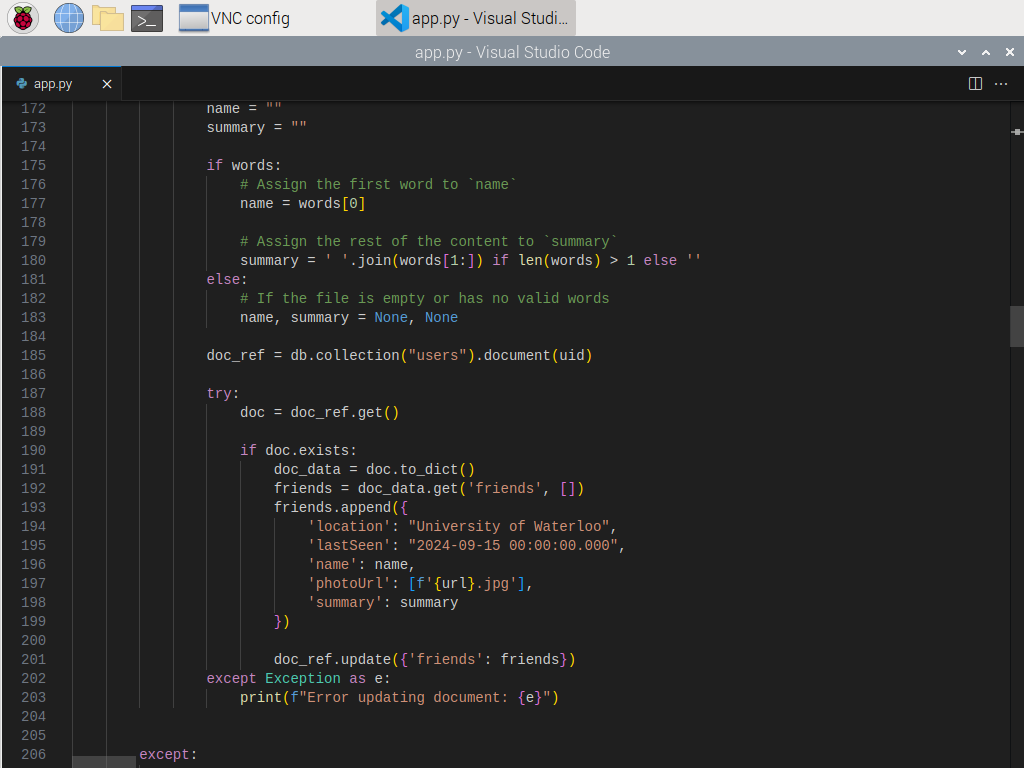 VNC config
app.py - Visual Studi...
app.py - Visual Studio Code
app.py
172 name = ""
173 summary = ""
174
175 if words:
176 # Assign the first word to `name`
177 name = words[0]
178
179 # Assign the rest of the content to `summary`
180 summary = ' '.join(words[1:]) if len(words) > 1 else ''
181 else:
182 # If the file is empty or has no valid words
183 name, summary = None, None
184
185 doc_ref = db.collection("users").document(uid)
186
187 try:
188 doc = doc_ref.get()
189
190 if doc.exists:
191 doc_data = doc.to_dict()
192 friends = doc_data.get('friends', [])
193 friends.append({
194 'location': "University of Waterloo",
195 'lastSeen': "2024-09-15 00:00:00.000",
196 'name': name,
197 'photoUrl': [f'{url}.jpg'],
198 'summary': summary
199 })
200
201 doc_ref.update({'friends': friends})
202 except Exception as e:
203 print(f"Error updating document: {e}")
204
205
206 except: